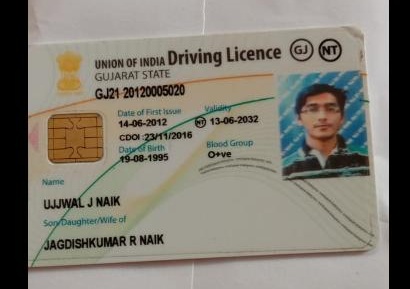 UNION OF INDIA Driving Licence GJ NT
GUJARAT STATE
GJ21 20120005020
Date of First Issue Validity
14-06-2012 NT 13-06-2032
CDOI :23/11/2016
Date of Birth Blood Group
19-08-1995 O+ve
Name
UJJWAL J NAIK
Son/Daughter/Wife of
JAGDISHKUMAR R NAIK